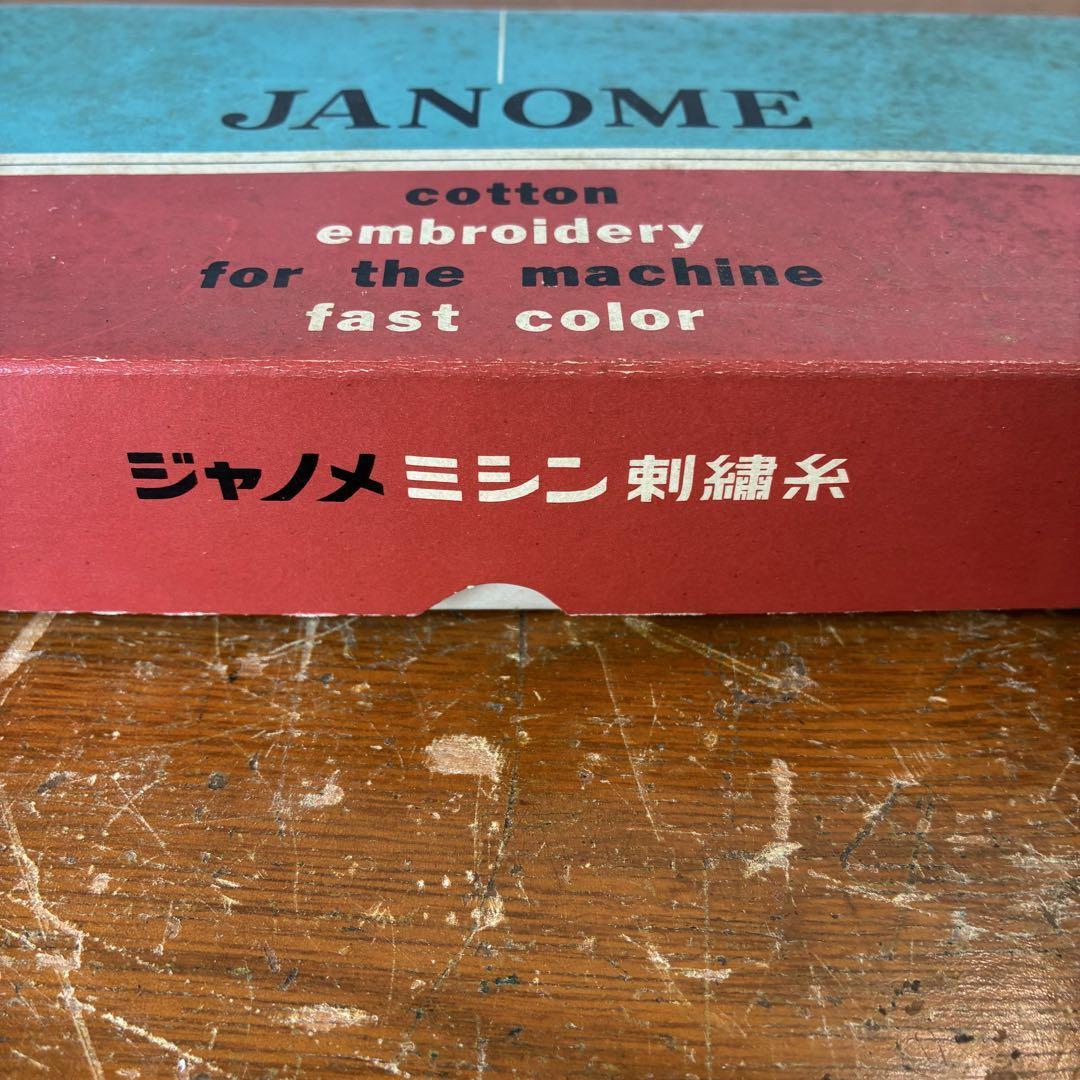 JANOME
cotton
embroidery
for the machine
fast color
ジャノメ ミシン 刺繍糸